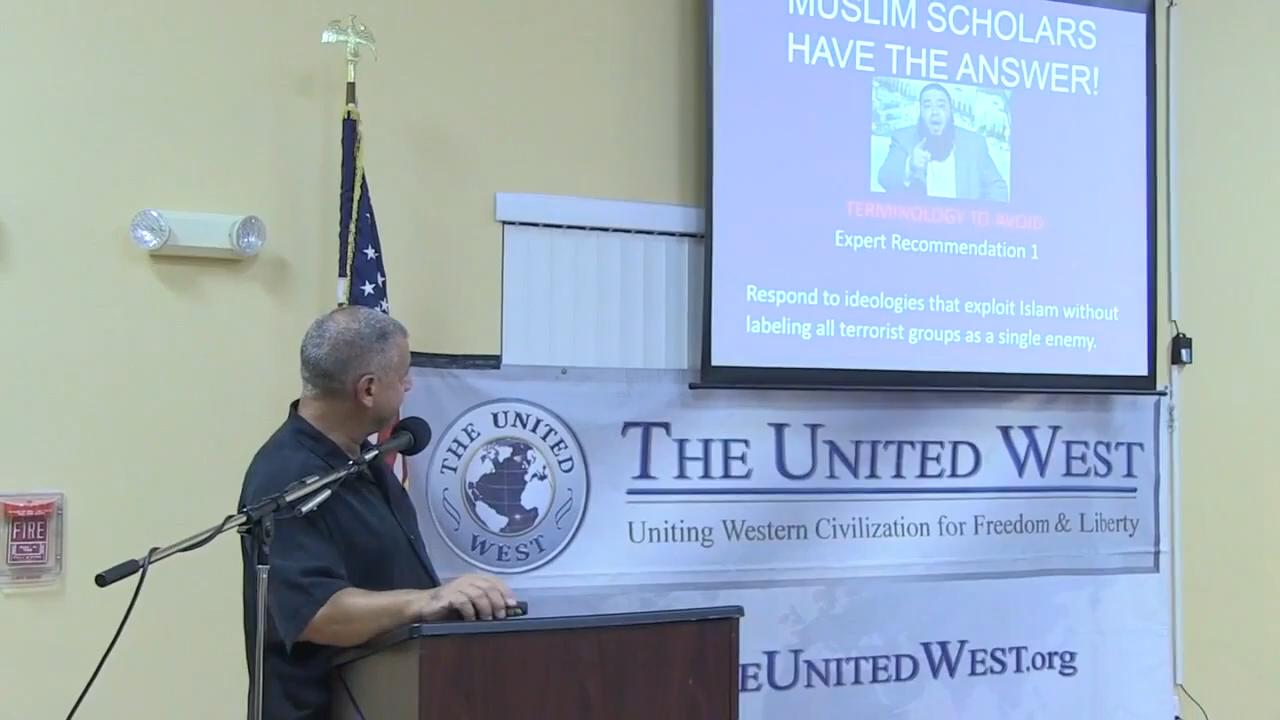 MUSLIM SCHOLARS
HAVE THE ANSWER!
TERMINOLOGY TO AVOID
Expert Recommendation 1
Respond to ideologies that exploit Islam without
labeling all terrorist groups as a single enemy.
THE UNITED
WEST
THE UNITED WEST
Uniting Western Civilization for Freedom & Liberty
EUNITEDWEST.org
FIRE